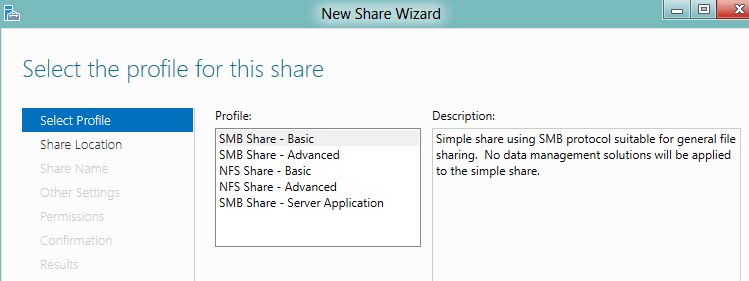 New Share Wizard
Select the profile for this share
Select Profile
Share Location
Share Name
Other Settings
Permissions
Confirmation
Results
Profile:
SMB Share - Basic
SMB Share - Advanced
NFS Share - Basic
NFS Share - Advanced
SMB Share - Server Application
Description:
Simple share using SMB protocol suitable for general file
sharing.  No data management solutions will be applied
to the simple share.